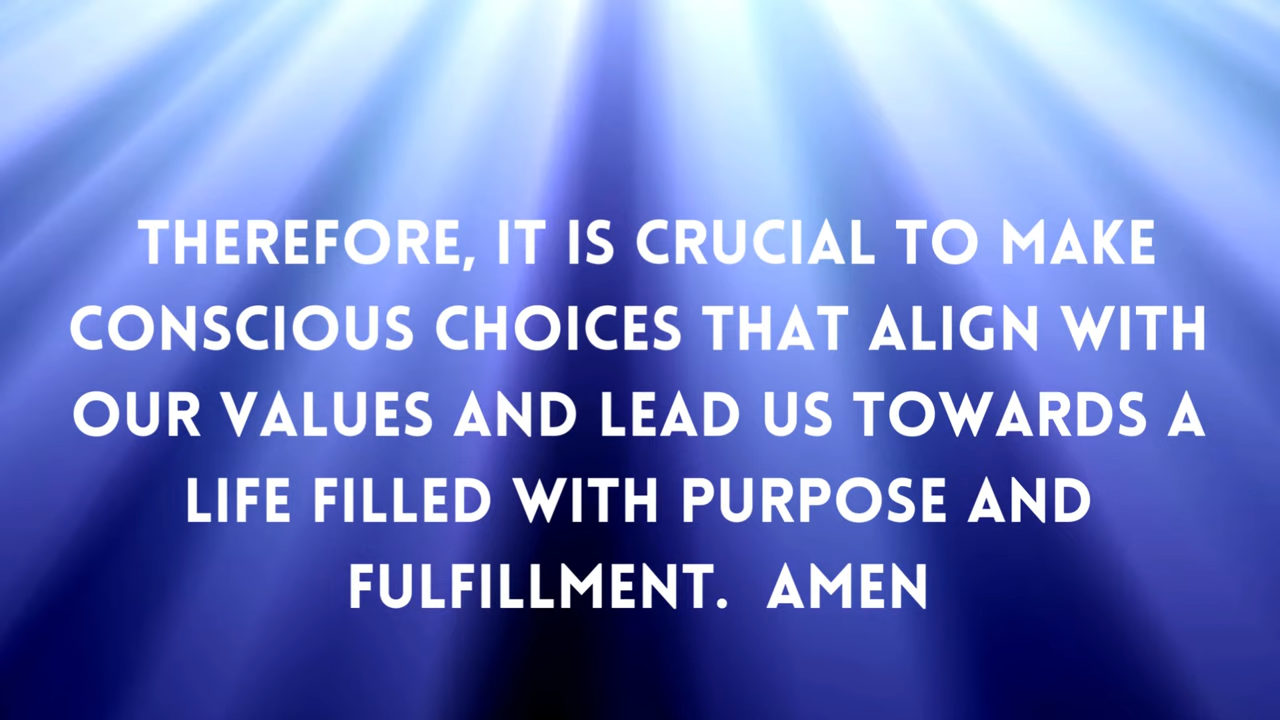 THEREFORE, IT IS CRUCIAL TO MAKE
CONSCIOUS CHOICES THAT ALIGN WITH
OUR VALUES AND LEAD US TOWARDS A
LIFE FILLED WITH PURPOSE AND
FULFILLMENT.  AMEN